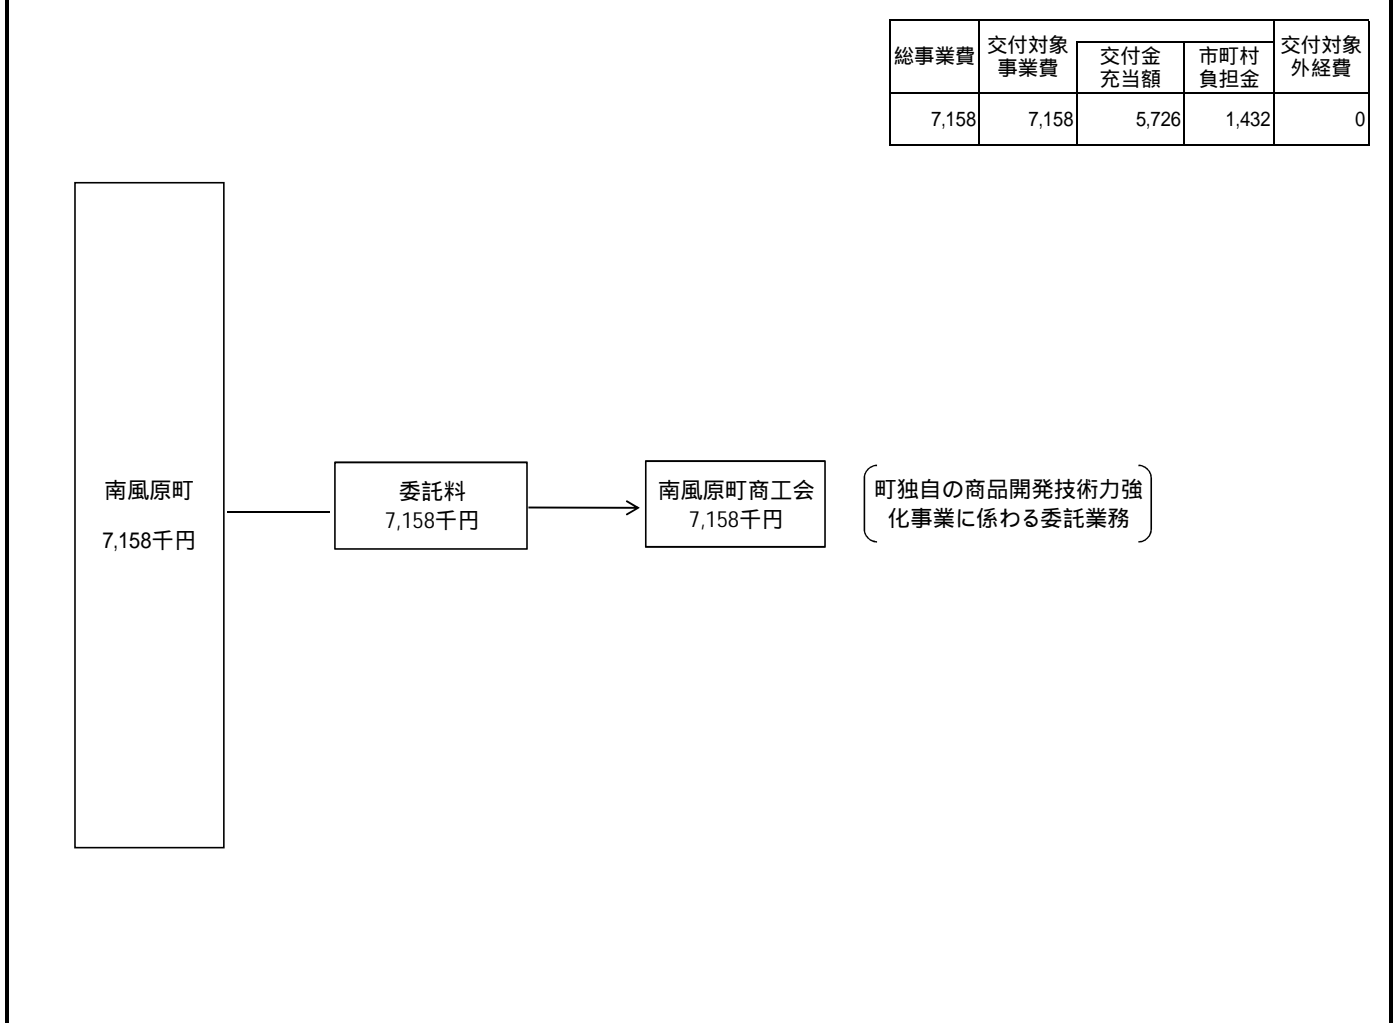 総事業費
交付対象
事業費
交付金
充当額
市町村
負担金
交付対象
外経費
7,158
7,158
5,726
1,432
0
南風原町
7,158千円
委託料
7,158千円
南風原町商工会
7,158千円
町独自の商品開発技術力強
化事業に係わる委託業務